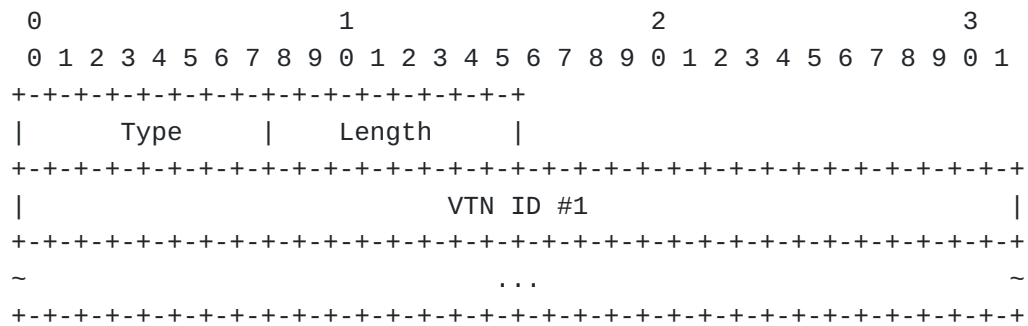 0                   1                   2                   3
 0 1 2 3 4 5 6 7 8 9 0 1 2 3 4 5 6 7 8 9 0 1 2 3 4 5 6 7 8 9 0 1
+-+-+-+-+-+-+-+-+-+-+-+-+-+-+-+-+
|      Type     |    Length     |
+-+-+-+-+-+-+-+-+-+-+-+-+-+-+-+-+-+-+-+-+-+-+-+-+-+-+-+-+-+-+-+-+
|                           VTN ID #1                           |
+-+-+-+-+-+-+-+-+-+-+-+-+-+-+-+-+-+-+-+-+-+-+-+-+-+-+-+-+-+-+-+-+
~                              ...                              ~
+-+-+-+-+-+-+-+-+-+-+-+-+-+-+-+-+-+-+-+-+-+-+-+-+-+-+-+-+-+-+-+-+